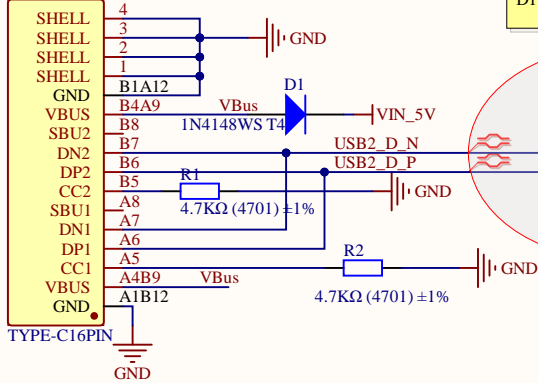 D1
SHELL 4
SHELL 3
SHELL 2
SHELL 1
GND
GND B1A12
D1
VBUS B4A9 VBus
VIN_5V
1N4148WS T4
SBU2 B8
DN2 B7 USB2_D_N
DP2 B6 USB2_D_P
CC2 B5 R1
GND
4.7KΩ (4701) ±1%
SBU1 A8
DN1 A7
DP1 A6
CC1 A5 R2
GND
VBUS A4B9 VBus
4.7KΩ (4701) ±1%
GND A1B12
TYPE-C16PIN
GND